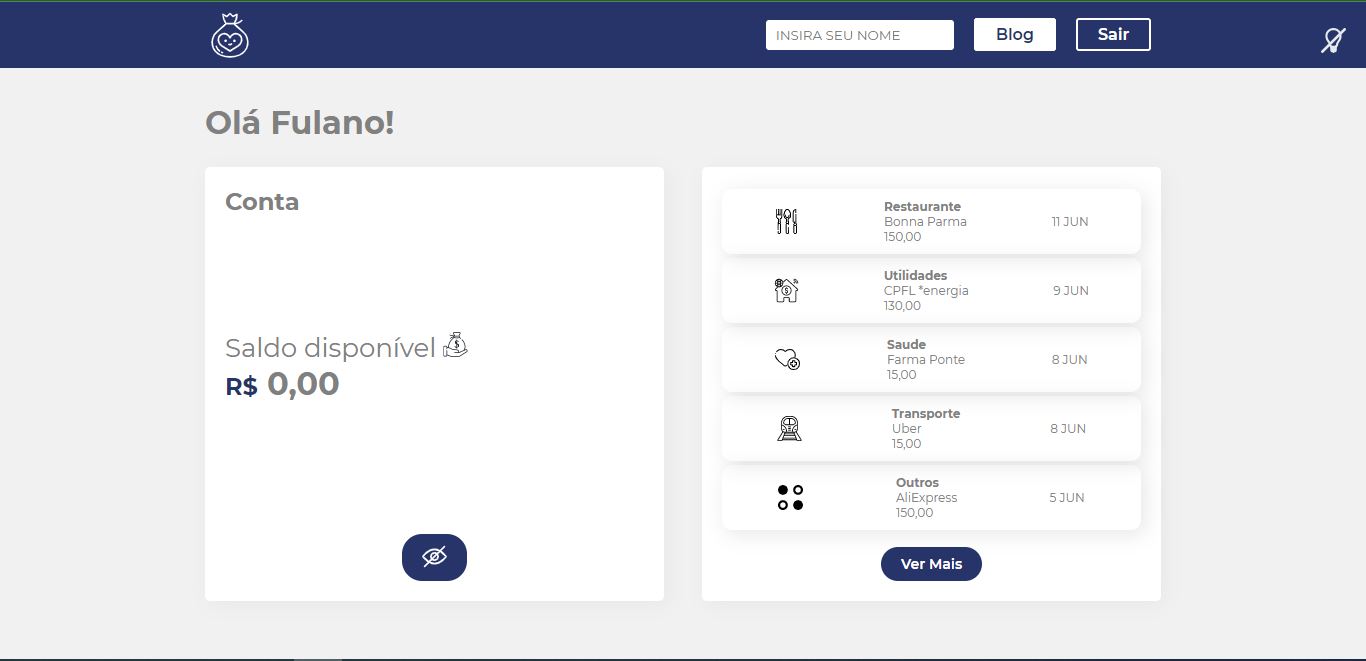 INSIRA SEU NOME
Blog
Sair
Olá Fulano!
Conta
Saldo disponível
R$ 0,00
Restaurante
Bonna Parma
150,00
11 JUN
Utilidades
CPFL *energia
130,00
9 JUN
Saude
Farma Ponte
15,00
8 JUN
Transporte
Uber
15,00
8 JUN
Outros
AliExpress
150,00
5 JUN
Ver Mais